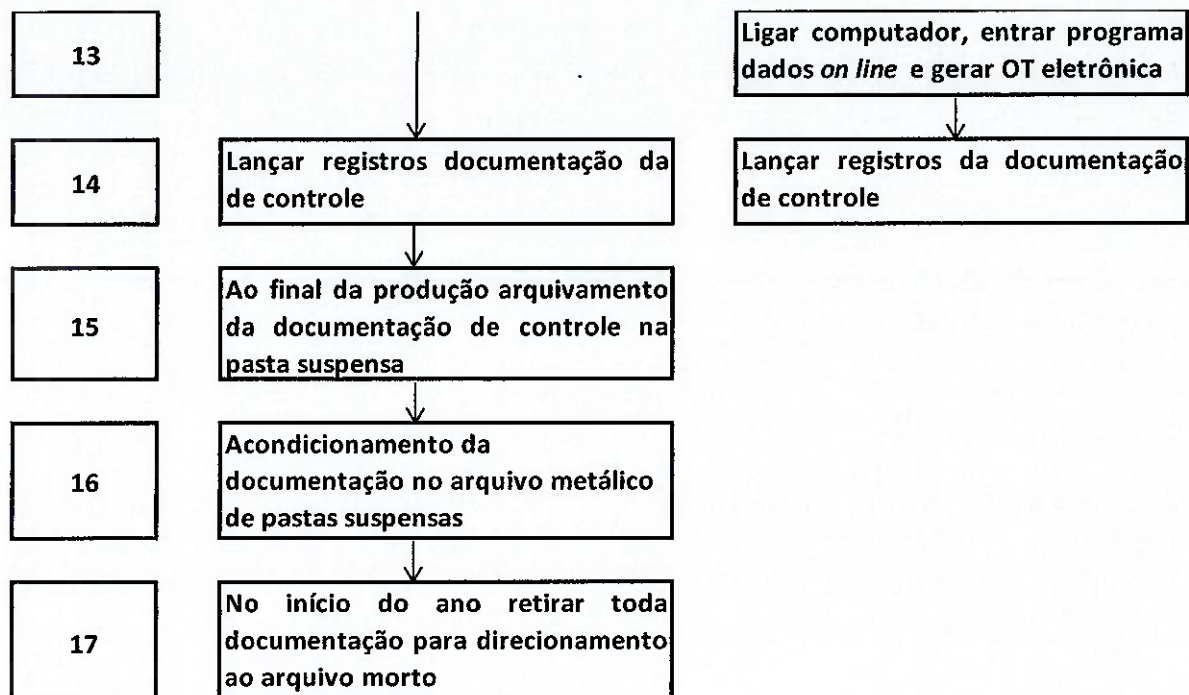 13
Ligar computador, entrar programa
dados on line e gerar OT eletrônica
14
Lançar registros documentação da
de controle
Lançar registros da documentação
de controle
15
Ao final da produção arquivamento
da documentação de controle na
pasta suspensa
16
Acondicionamento da
documentação no arquivo metálico
de pastas suspensas
17
No início do ano retirar toda
documentação para direcionamento
ao arquivo morto